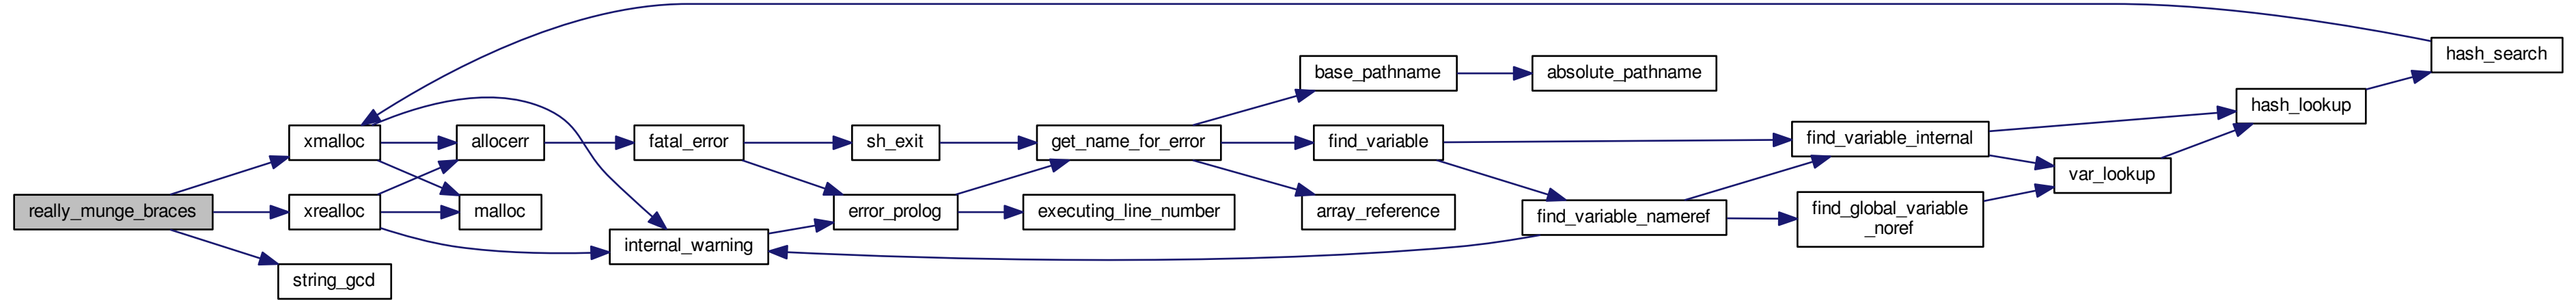 really_munge_braces
xmalloc
xrealloc
string_gcd
allocerr
malloc
internal_warning
fatal_error
sh_exit
error_prolog
get_name_for_error
executing_line_number
base_pathname
find_variable
array_reference
absolute_pathname
find_variable_nameref
find_variable_internal
find_global_variable
_noref
var_lookup
hash_lookup
hash_search